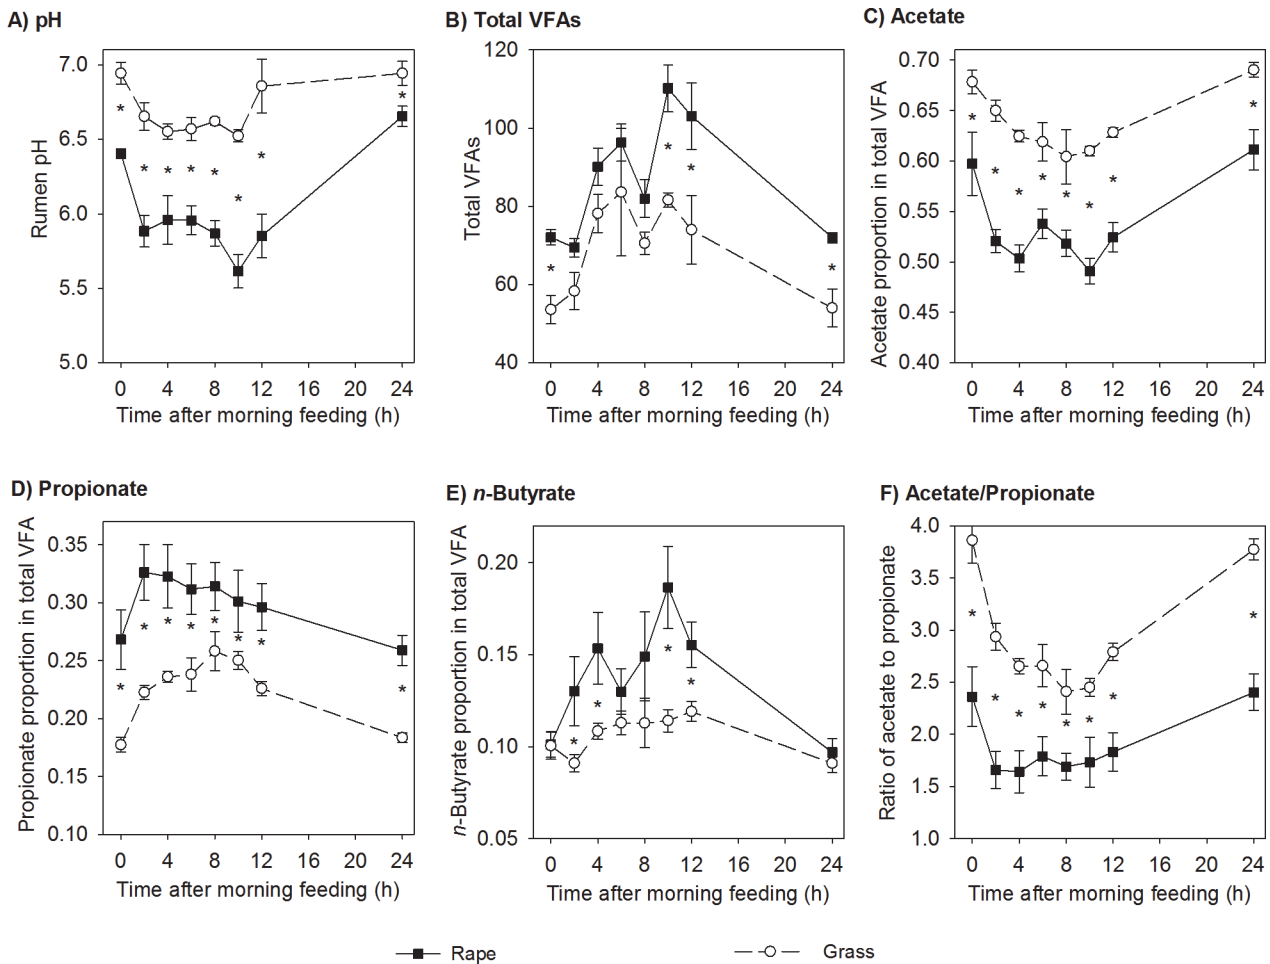 A) pH
B) Total VFAs
C) Acetate
Rumen pH
7.0
6.5
6.0
5.5
5.0
* * * * * * * *
0 4 8 12 16 20 24
Time after morning feeding (h)
Total VFAs
120
100
80
60
40
* * * *
0 4 8 12 16 20 24
Time after morning feeding (h)
Acetate proportion in total VFA
0.70
0.65
0.60
0.55
0.50
0.45
0.40
* * * * * * * *
0 4 8 12 16 20 24
Time after morning feeding (h)
D) Propionate
E) n-Butyrate
F) Acetate/Propionate
Propionate proportion in total VFA
0.35
0.30
0.25
0.20
0.15
0.10
* * * * * * * *
0 4 8 12 16 20 24
Time after morning feeding (h)
n-Butyrate proportion in total VFA
0.20
0.15
0.10
0.05
* * * *
0 4 8 12 16 20 24
Time after morning feeding (h)
Ratio of acetate to propionate
4.0
3.5
3.0
2.5
2.0
1.5
1.0
* * * * * * * *
0 4 8 12 16 20 24
Time after morning feeding (h)
Rape
Grass